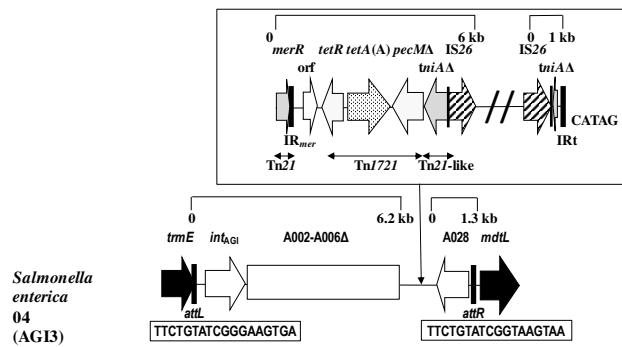 0 6 kb 0 1 kb
merR tetR tetA(A) pecMΔ IS26 IS26
orf tniAΔ tniAΔ
CATAG
IRmer IRt
Tn21 Tn1721 Tn21-like
0 6.2 kb 0 1.3 kb
trmE intAGI A002-A006Δ A028 mdtL
Salmonella
enterica
04
(AGI3)
attL attR
TTCTGTATCGGGAAGTGA TTCTGTATCGGTAAGTAA